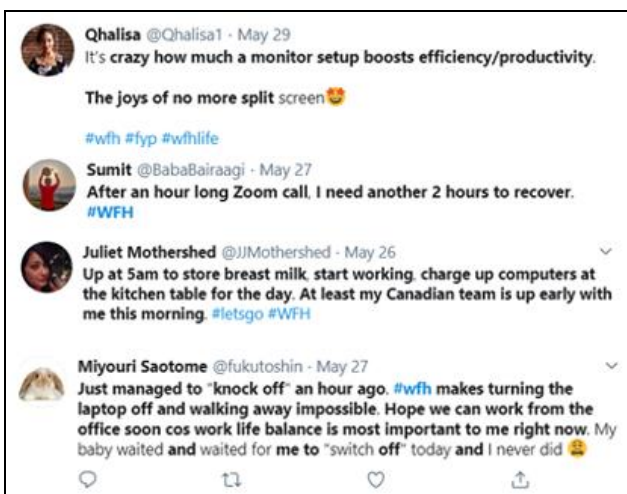 Qhalisa @Qhalisa1 · May 29
It's crazy how much a monitor setup boosts efficiency/productivity.
The joys of no more split screen🤩
#wfh #fyp #wfhlife
Sumit @BabaBairaagi · May 27
After an hour long Zoom call, I need another 2 hours to recover.
#WFH
Juliet Mothershed @JJMothershed · May 26
Up at 5am to store breast milk, start working, charge up computers at
the kitchen table for the day. At least my Canadian team is up early with
me this morning. #letsgo #WFH
Miyouri Saotome @fukutoshin · May 27
Just managed to "knock off" an hour ago. #wfh makes turning the
laptop off and walking away impossible. Hope we can work from the
office soon cos work life balance is most important to me right now. My
baby waited and waited for me to "switch off" today and I never did 😩